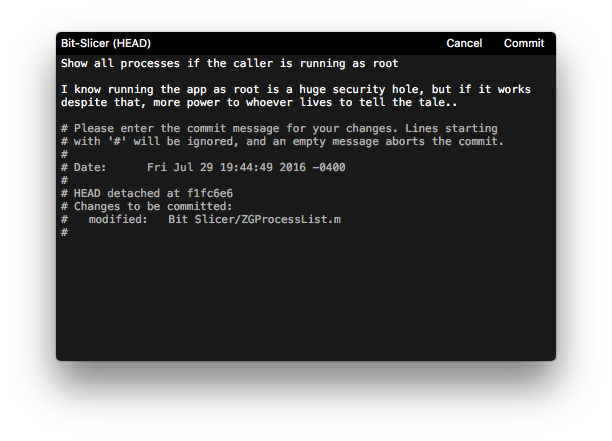 Bit-Slicer (HEAD)
Cancel
Commit
Show all processes if the caller is running as root
I know running the app as root is a huge security hole, but if it works
despite that, more power to whoever lives to tell the tale..
# Please enter the commit message for your changes. Lines starting
# with '#' will be ignored, and an empty message aborts the commit.
#
# Date:      Fri Jul 29 19:44:49 2016 -0400
#
# HEAD detached at f1fc6e6
# Changes to be committed:
#   modified:   Bit Slicer/ZGProcessList.m
#